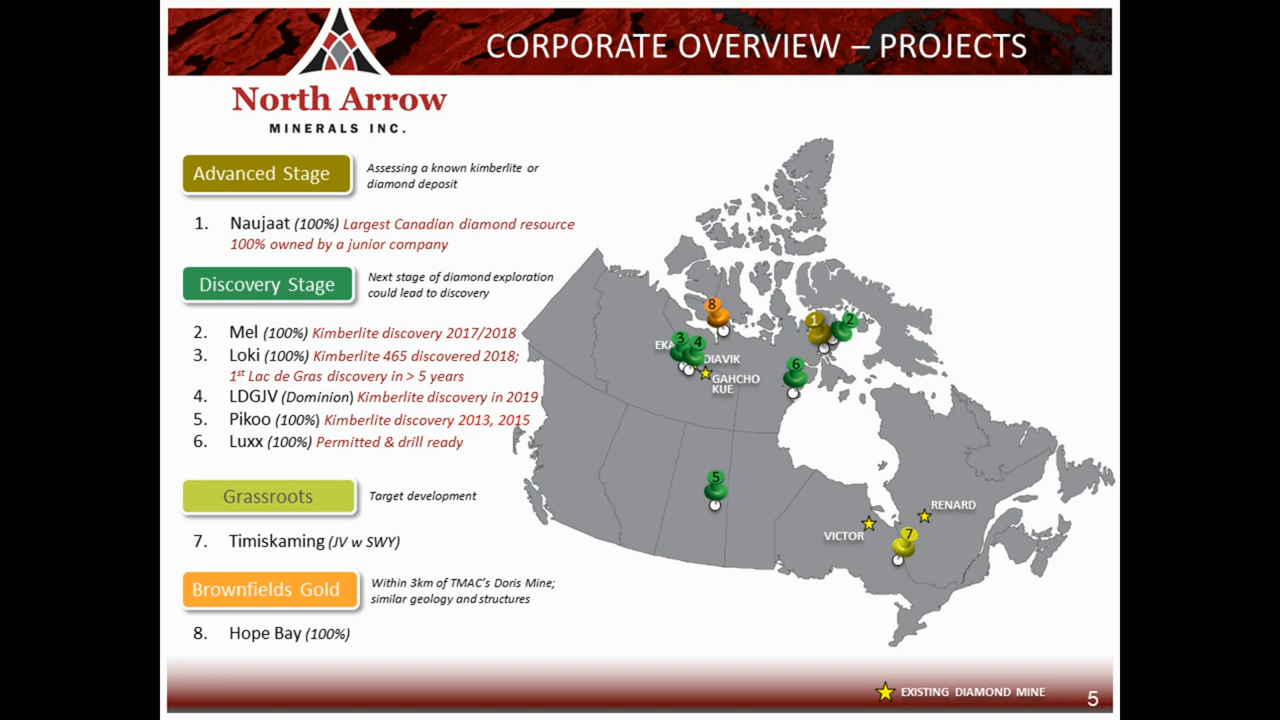 CORPORATE OVERVIEW – PROJECTS
North Arrow
MINERALS INC.
Advanced Stage
Assessing a known kimberlite or
diamond deposit
1. Naujaat (100%) Largest Canadian diamond resource
100% owned by a junior company
Discovery Stage
Next stage of diamond exploration
could lead to discovery
2. Mel (100%) Kimberlite discovery 2017/2018
3. Loki (100%) Kimberlite 465 discovered 2018;
1st Lac de Gras discovery in > 5 years
4. LDGJV (Dominion) Kimberlite discovery in 2019
5. Pikoo (100%) Kimberlite discovery 2013, 2015
6. Luxx (100%) Permitted & drill ready
Grassroots
Target development
7. Timiskaming (JV w SWY)
Brownfields Gold
Within 3km of TMAC's Doris Mine;
similar geology and structures
8. Hope Bay (100%)
8
1
2
3
4
EKA
DIAVIK
6
GAHCHO
KUE
5
RENARD
VICTOR
7
EXISTING DIAMOND MINE
5